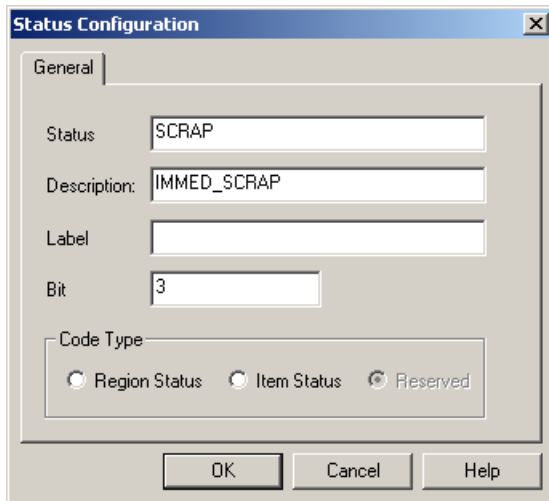 Status Configuration
General
Status SCRAP
Description: IMMED_SCRAP
Label
Bit 3
Code Type
Region Status Item Status Reserved
OK Cancel Help